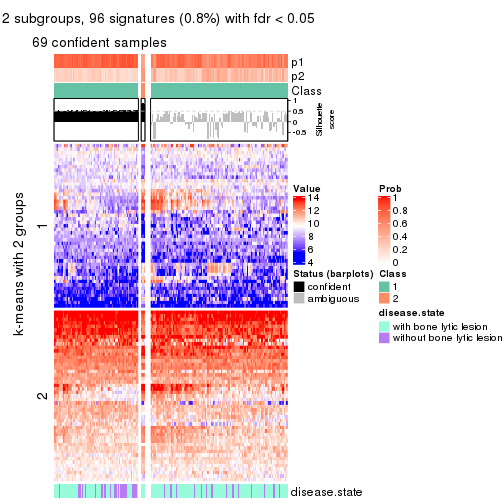 2 subgroups, 96 signatures (0.8%) with fdr < 0.05
69 confident samples
p1
p2
Class
1
0.5
0
-0.5
Silhouette
score
k-means with 2 groups
1
2
Value
14
12
10
8
6
4
Prob
1
0.8
0.6
0.4
0.2
0
Status (barplots)
confident
ambiguous
Class
1
2
disease.state
with bone lytic lesion
without bone lytic lesion
disease.state